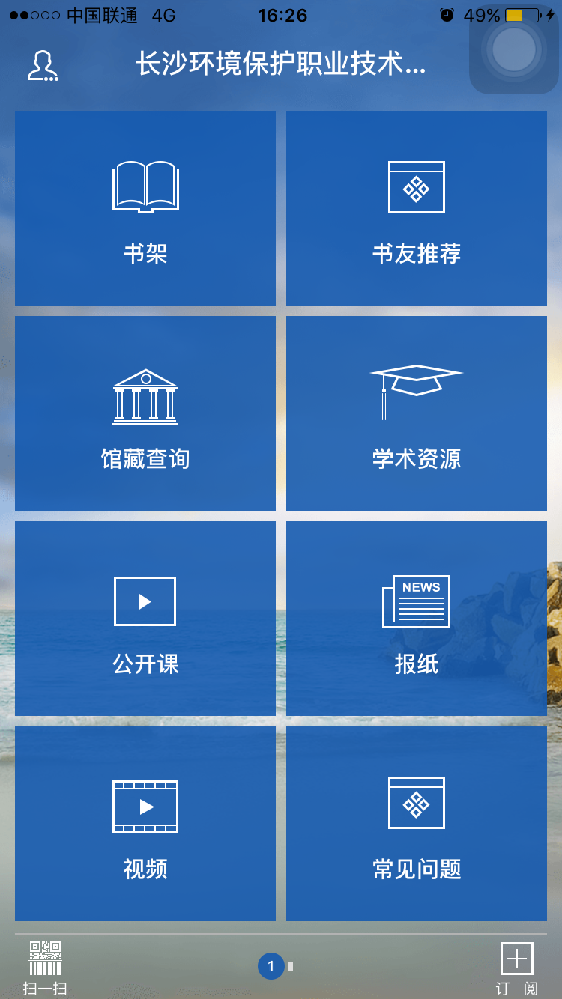 中国联通 4G 16:26 49%
长沙环境保护职业技术...
书架 书友推荐
馆藏查询 学术资源
NEWS
公开课 报纸
视频 常见问题
1
扫一扫 订 阅